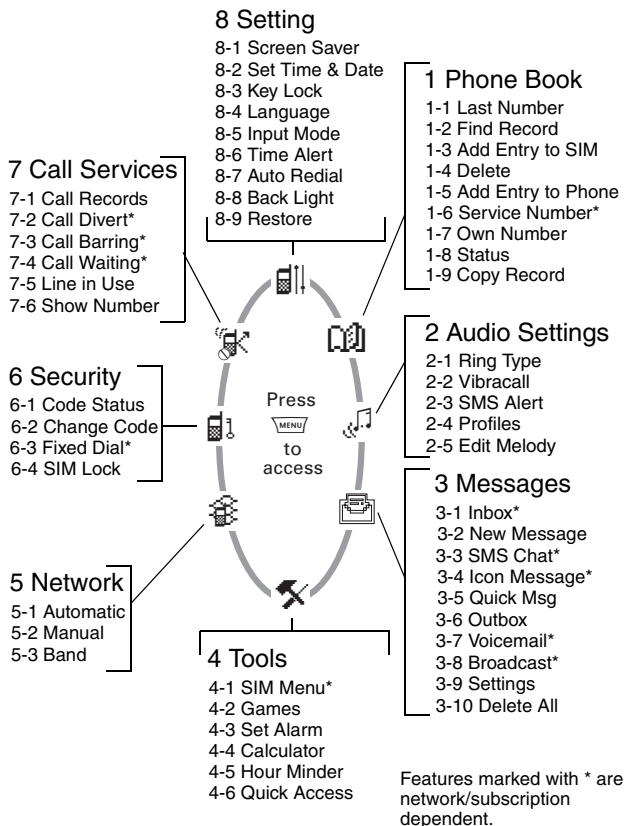 8 Setting
8-1 Screen Saver
8-2 Set Time & Date
8-3 Key Lock
8-4 Language
8-5 Input Mode
8-6 Time Alert
8-7 Auto Redial
8-8 Back Light
8-9 Restore
1 Phone Book
1-1 Last Number
1-2 Find Record
1-3 Add Entry to SIM
1-4 Delete
1-5 Add Entry to Phone
1-6 Service Number*
1-7 Own Number
1-8 Status
1-9 Copy Record
7 Call Services
7-1 Call Records
7-2 Call Divert*
7-3 Call Barring*
7-4 Call Waiting*
7-5 Line in Use
7-6 Show Number
2 Audio Settings
2-1 Ring Type
2-2 Vibracall
2-3 SMS Alert
2-4 Profiles
2-5 Edit Melody
6 Security
6-1 Code Status
6-2 Change Code
6-3 Fixed Dial*
6-4 SIM Lock
Press
MENU
to
access
3 Messages
3-1 Inbox*
3-2 New Message
3-3 SMS Chat*
3-4 Icon Message*
3-5 Quick Msg
3-6 Outbox
3-7 Voicemail*
3-8 Broadcast*
3-9 Settings
3-10 Delete All
5 Network
5-1 Automatic
5-2 Manual
5-3 Band
4 Tools
4-1 SIM Menu*
4-2 Games
4-3 Set Alarm
4-4 Calculator
4-5 Hour Minder
4-6 Quick Access
Features marked with * are
network/subscription
dependent.